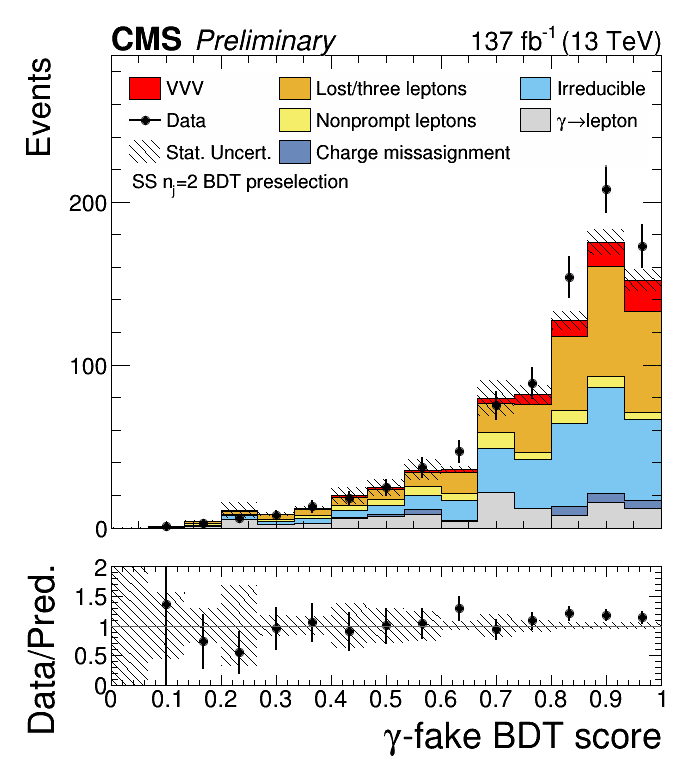 CMS Preliminary 137 fb-1 (13 TeV)
Events
VVV Lost/three leptons Irreducible
Data Nonprompt leptons γ→lepton
Stat. Uncert. Charge missasignment
SS nj=2 BDT preselection
200
100
0
Data/Pred.
2
1.5
1
0.5
0
0 0.1 0.2 0.3 0.4 0.5 0.6 0.7 0.8 0.9 1
γ-fake BDT score